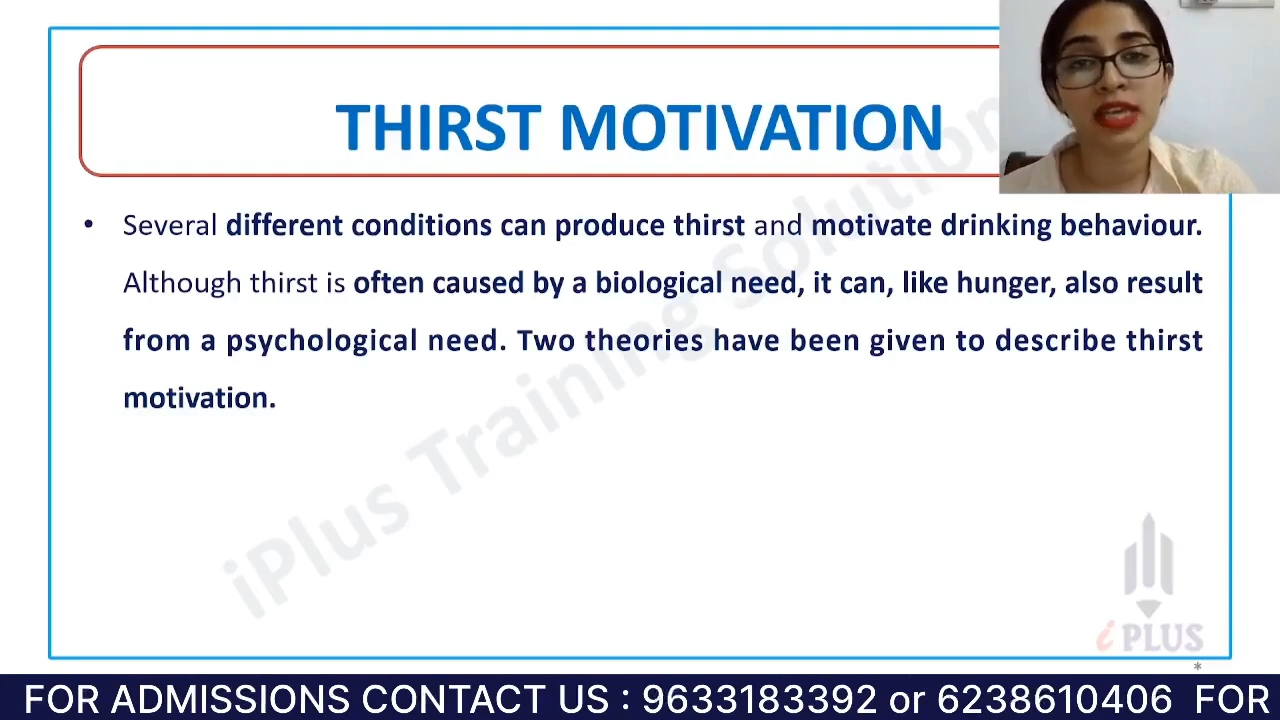 THIRST MOTIVATION
• Several different conditions can produce thirst and motivate drinking behaviour.
Although thirst is often caused by a biological need, it can, like hunger, also result
from a psychological need. Two theories have been given to describe thirst
motivation.
iPlus Training Solution
i PLUS
*
FOR ADMISSIONS CONTACT US : 9633183392 or 6238610406 FOR